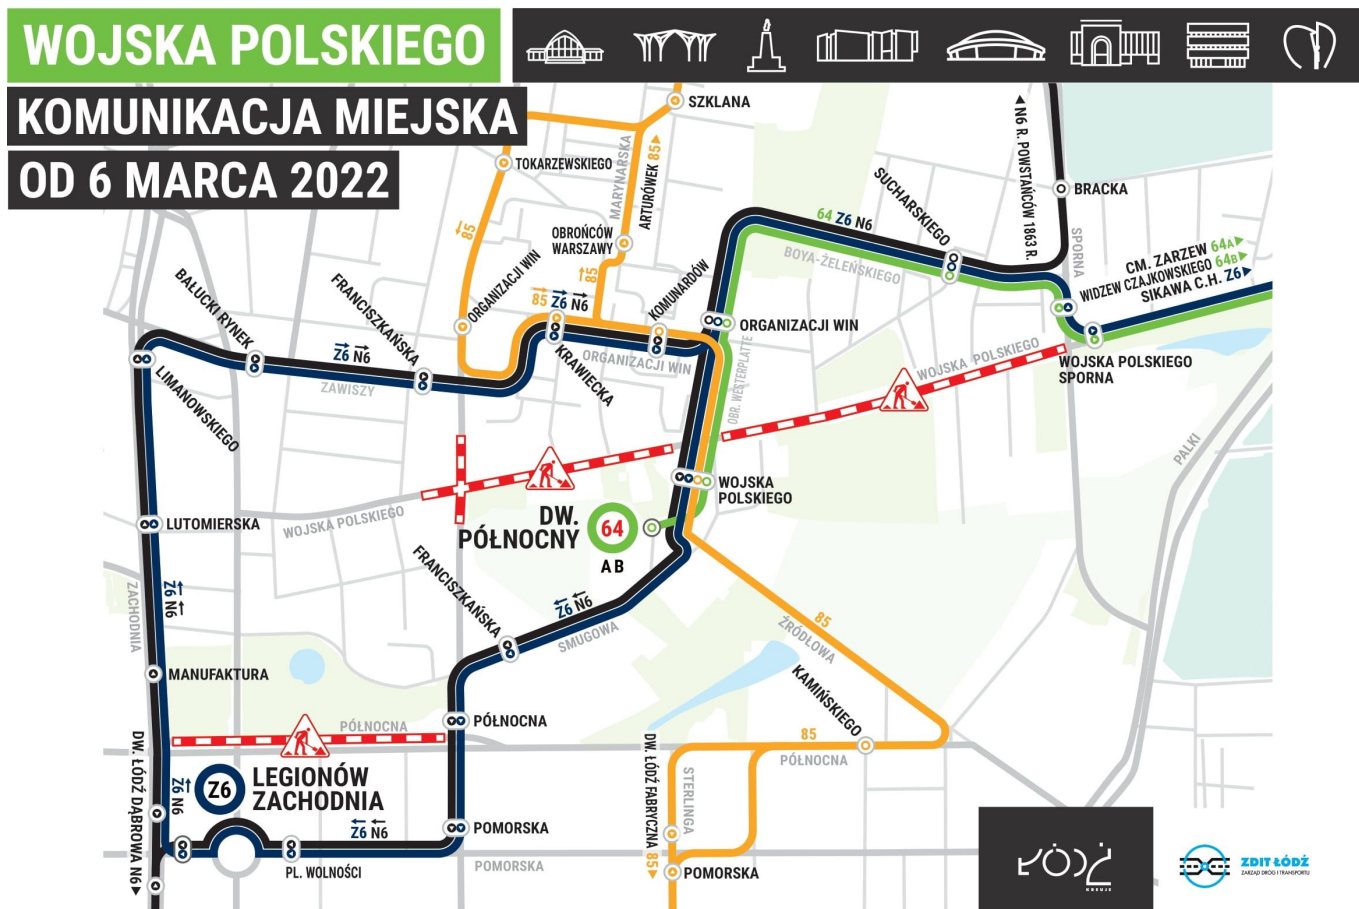 WOJSKA POLSKIEGO
KOMUNIKACJA MIEJSKA
OD 6 MARCA 2022
SZKLANA
TOKARZEWSKIEGO
MARYNARSKA
ARTURÓWEK 85
OBROŃCÓW
WARSZAWY
85
85
ORGANIZACJI WIN
KOMUNARDÓW
64 Z6 N6
SUCHARSKIEGO
BOYA-ŻELEŃSKIEGO
N6 R. POWSTAŃCÓW 1863 R.
BRACKA
SPORNA
CM. ZARZEW 64A
WIDZEW CZAJKOWSKIEGO 64B
SIKAWA C.H. Z6
BAŁUCKI RYNEK
FRANCISZKAŃSKA
85 Z6 N6
ORGANIZACJI WIN
Z6 N6
ORGANIZACJI WIN
KRAWIECKA
ZAWISZY
LIMANOWSKIEGO
OBR. WESTERPLATTE
WOJSKA POLSKIEGO
WOJSKA POLSKIEGO
SPORNA
PALKI
WOJSKA
POLSKIEGO
LUTOMIERSKA
WOJSKA POLSKIEGO
DW.
PÓŁNOCNY
64
A B
FRANCISZKAŃSKA
ZACHODNIA
Z6 N6
Z6 N6
SMUGOWA
85
ŹRÓDŁOWA
MANUFAKTURA
KAMIŃSKIEGO
PÓŁNOCNA
PÓŁNOCNA
85
PÓŁNOCNA
DW. ŁÓDŹ DĄBROWA N6
Z6 N6
Z6
LEGIONÓW
ZACHODNIA
DW. ŁÓDŹ FABRYCZNA 85
STERLINGA
Z6 N6
POMORSKA
PL. WOLNOŚCI
POMORSKA
POMORSKA
ŁÓDŹ
KREUJE
ZDIT ŁÓDŹ
ZARZĄD DRÓG I TRANSPORTU